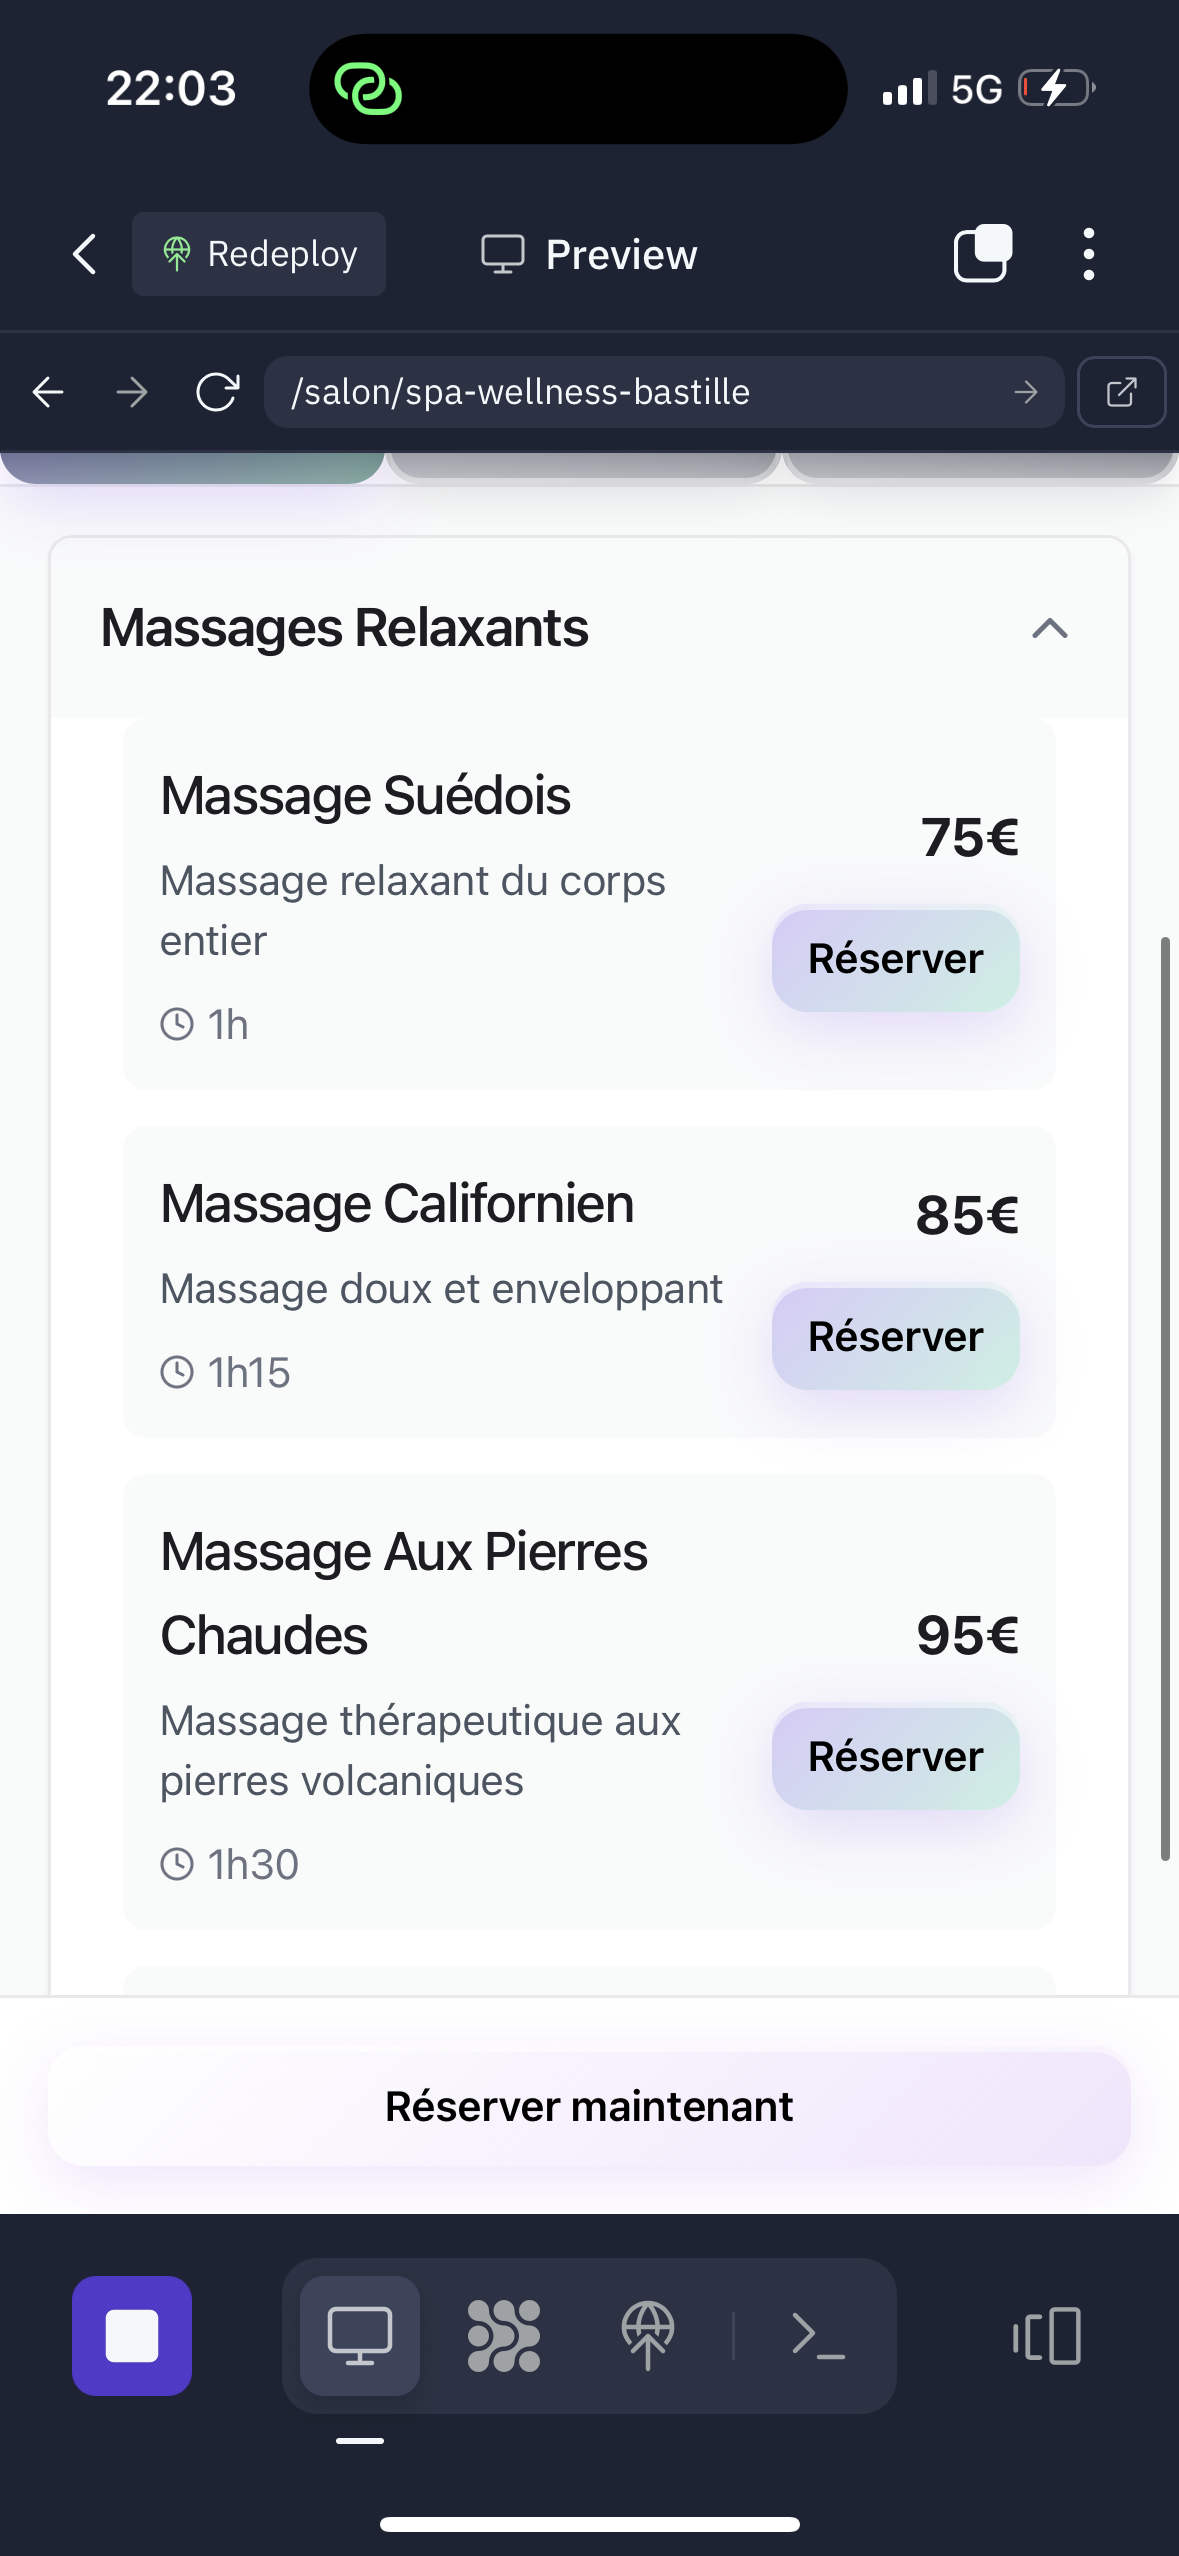 22:03
5G
Redeploy
Preview
/salon/spa-wellness-bastille
Massages Relaxants
Massage Suédois
75€
Massage relaxant du corps
entier
Réserver
1h
Massage Californien
85€
Massage doux et enveloppant
Réserver
1h15
Massage Aux Pierres
Chaudes
95€
Massage thérapeutique aux
pierres volcaniques
Réserver
1h30
Réserver maintenant